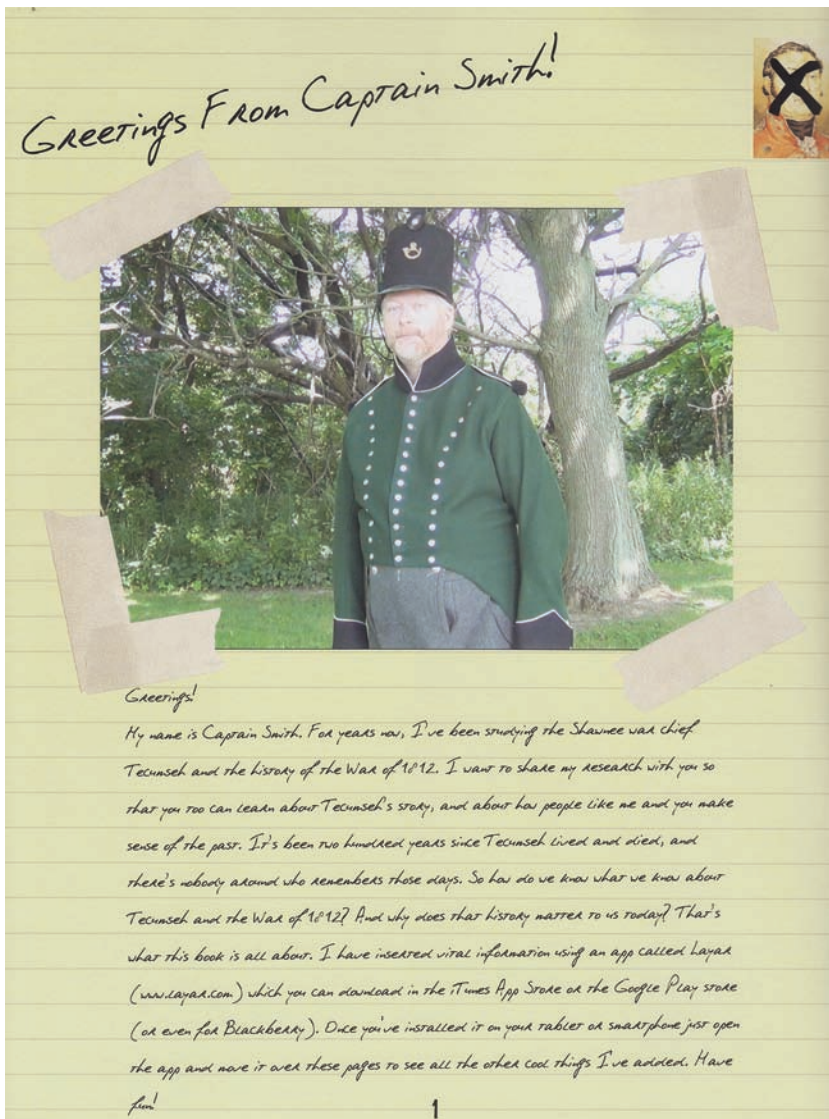 Greetings From Captain Smith!
Greetings!
My name is Captain Smith. For years now, I've been studying the Shawnee war chief
Tecumseh and the history of the War of 1812. I want to share my research with you so
that you too can learn about Tecumseh's story, and about how people like me and you make
sense of the past. It's been two hundred years since Tecumseh lived and died, and
there's nobody around who remembers those days. So how do we know what we know about
Tecumseh and the War of 1812? And why does that history matter to us today? That's
what this book is all about. I have inserted vital information using an app called Layar
(www.layar.com) which you can download in the iTunes App Store or the Google Play store
(or even for Blackberry). Once you've installed it on your tablet or smartphone just open
the app and move it over these pages to see all the other cool things I've added. Have
fun!
1